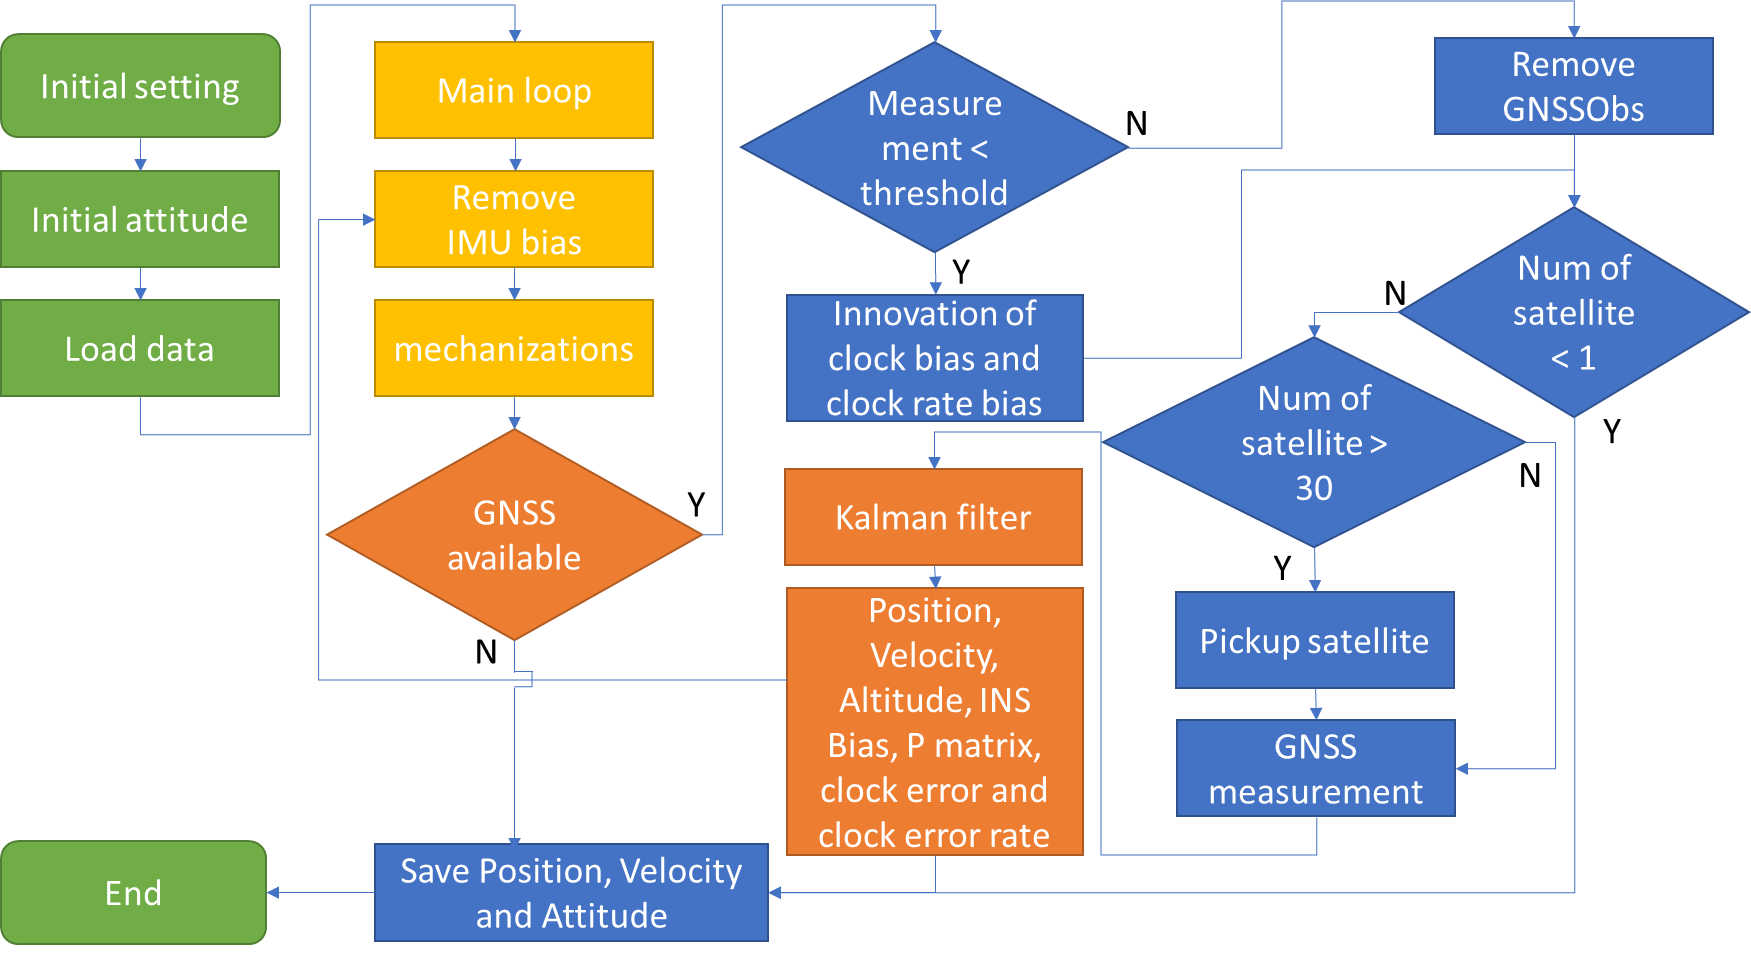 Initial setting
Initial attitude
Load data
Main loop
Remove
IMU bias
mechanizations
GNSS
available
Y
N
Measure
ment <
threshold
N
Y
Innovation of
clock bias and
clock rate bias
Remove
GNSSObs
Num of
satellite
< 1
N
Y
Num of
satellite >
30
N
Y
Pickup satellite
GNSS
measurement
Kalman filter
Position,
Velocity,
Altitude, INS
Bias, P matrix,
clock error and
clock error rate
Save Position, Velocity
and Attitude
End